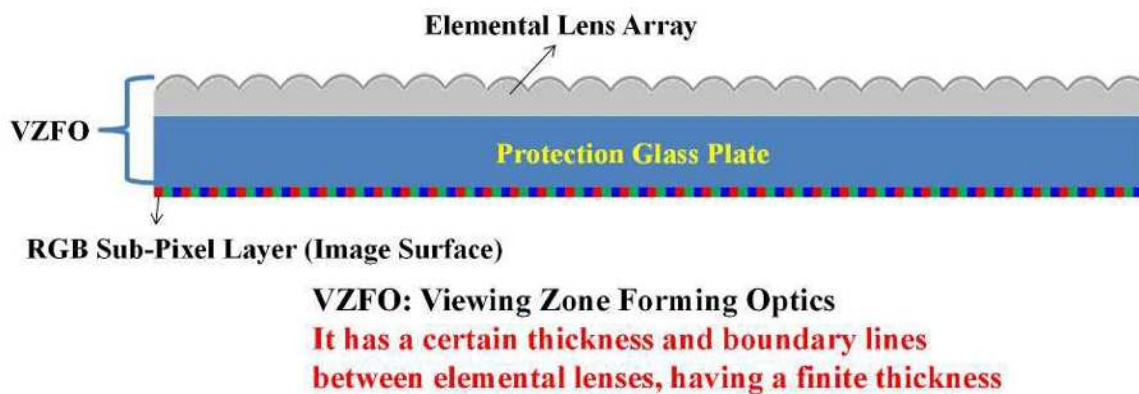 Elemental Lens Array
VZFO
Protection Glass Plate
RGB Sub-Pixel Layer (Image Surface)
VZFO: Viewing Zone Forming Optics
It has a certain thickness and boundary lines
between elemental lenses, having a finite thickness